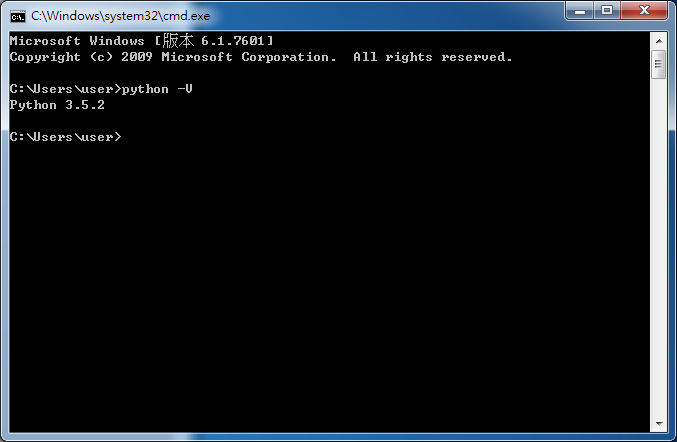 C:\Windows\system32\cmd.exe
Microsoft Windows [版本 6.1.7601]
Copyright (c) 2009 Microsoft Corporation.  All rights reserved.
C:\Users\user>python -V
Python 3.5.2
C:\Users\user>